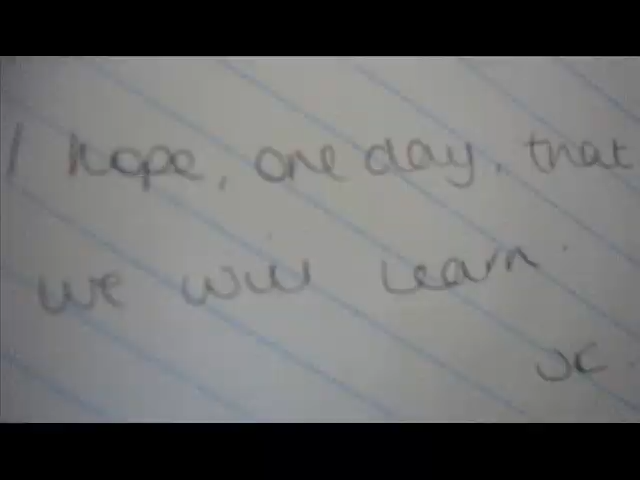 I hope, one day, that
we will learn.
x